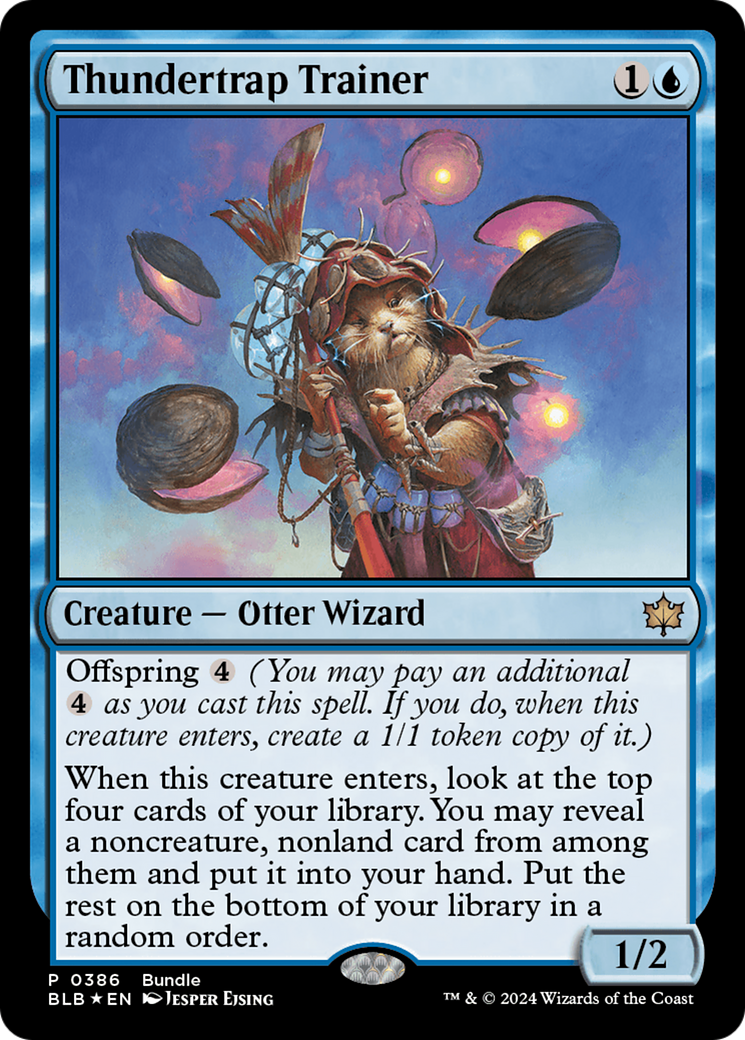 Thundertrap Trainer 1
Creature — Otter Wizard
Offspring 4 (You may pay an additional
4 as you cast this spell. If you do, when this
creature enters, create a 1/1 token copy of it.)
When this creature enters, look at the top
four cards of your library. You may reveal
a noncreature, nonland card from among
them and put it into your hand. Put the
rest on the bottom of your library in a
random order.
1/2
P 0386 Bundle
BLB ★ EN Jesper Ejsing
™ & © 2024 Wizards of the Coast